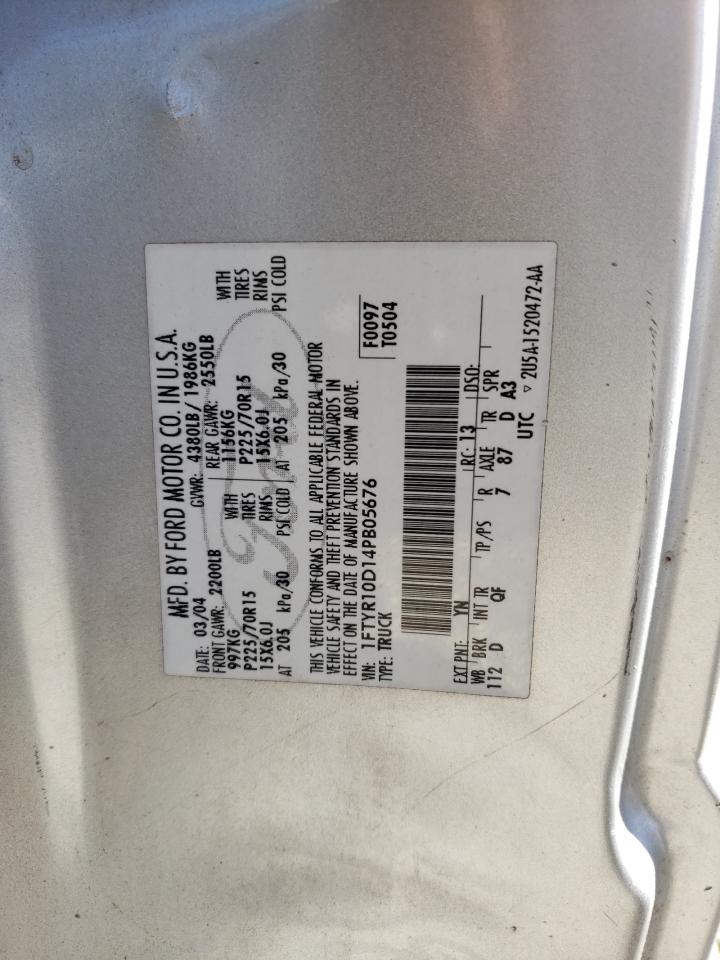 MFD. BY FORD MOTOR CO. IN U.S.A.
DATE: 03/04 GVWR: 4380LB / 1986KG
FRONT GAWR: 2200LB REAR GAWR: 2550LB
997KG WITH 1156KG WITH
P225/70R15 TIRES P225/70R15 TIRES
15X6.0J RIMS 15X6.0J RIMS
AT 205 kPa/30 PSI COLD AT 205 kPa/30 PSI COLD
THIS VEHICLE CONFORMS TO ALL APPLICABLE FEDERAL MOTOR
VEHICLE SAFETY AND THEFT PREVENTION STANDARDS IN
EFFECT ON THE DATE OF MANUFACTURE SHOWN ABOVE.
VIN: 1FTYR10D14PB05676 F0097
TYPE: TRUCK T0504
EXT PNT: YN RC: 13 DSO:
WB BRK INT TR TP/PS R AXLE TR SPR
112 D QF 7 87 D A3
UTC ▽ 2U5A-1520472-AA
Ford